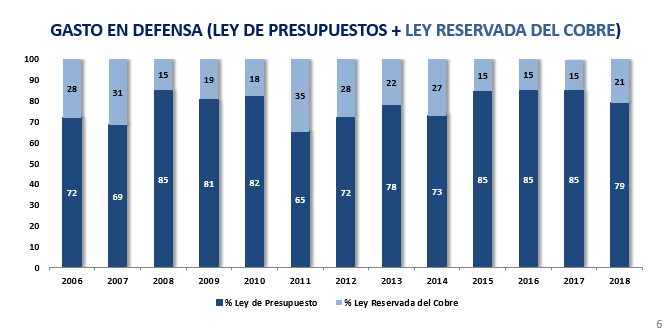 GASTO EN DEFENSA (LEY DE PRESUPUESTOS + LEY RESERVADA DEL COBRE)
100
90
80
70
60
50
40
30
20
10
0
28 31 15 19 18 35 28 22 27 15 15 15 21
72 69 85 81 82 65 72 78 73 85 85 85 79
2006 2007 2008 2009 2010 2011 2012 2013 2014 2015 2016 2017 2018
% Ley de Presupuesto % Ley Reservada del Cobre
6